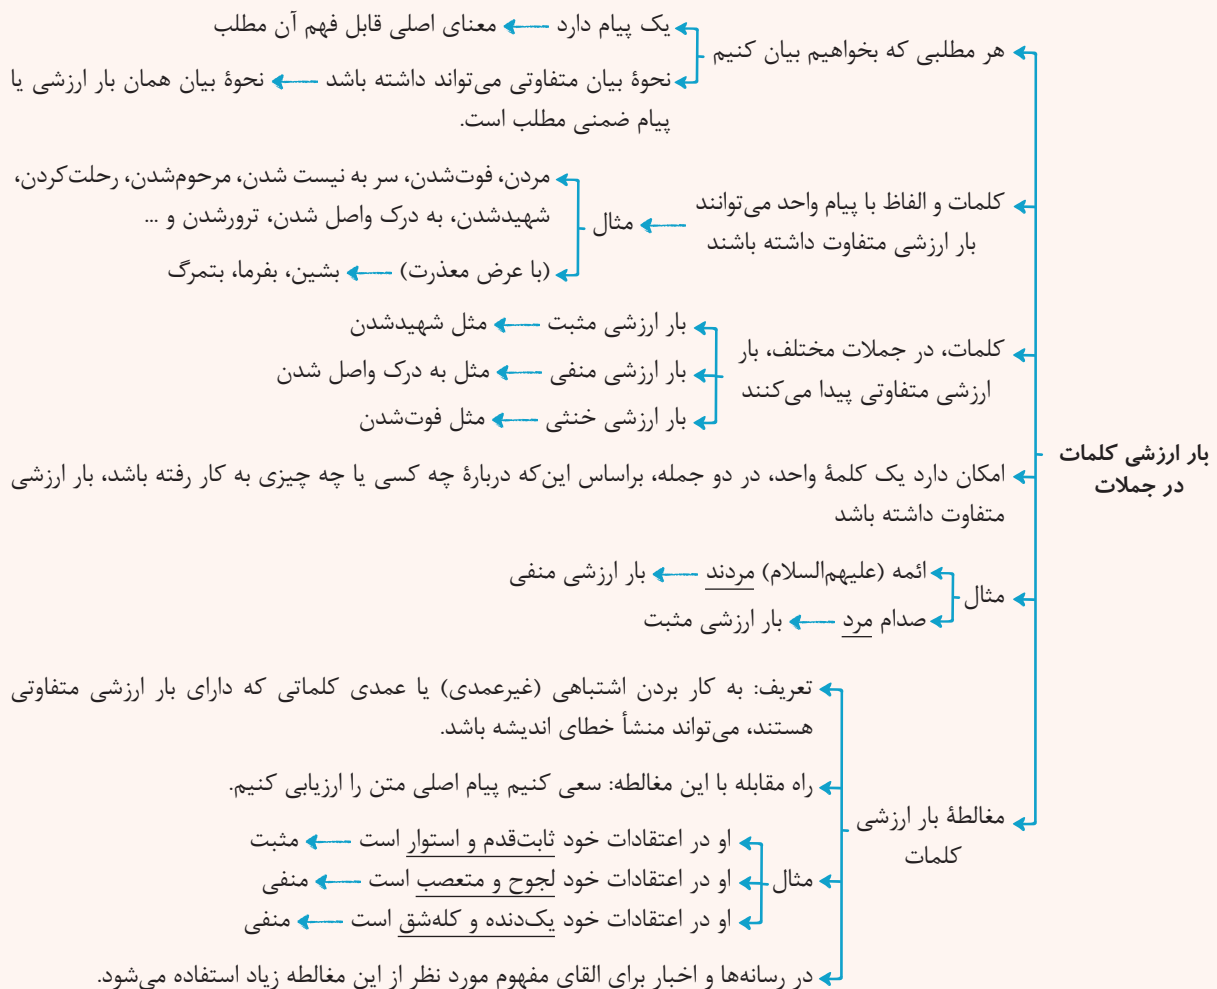 بار ارزشی کلمات
در جملات
هر مطلبی که بخواهیم بیان کنیم
یک پیام دارد
معنای اصلی قابل فهم آن مطلب
نحوۀ بیان متفاوتی می‌تواند داشته باشد
نحوۀ بیان همان بار ارزشی یا
پیام ضمنی مطلب است.
کلمات و الفاظ با پیام واحد می‌توانند
بار ارزشی متفاوت داشته باشند
مثال
مردن، فوت‌شدن، سر به نیست شدن، مرحوم‌شدن، رحلت‌کردن،
شهیدشدن، به درک واصل شدن، ترورشدن و ...
(با عرض معذرت)
بشین، بفرما، بتمرگ
کلمات، در جملات مختلف، بار
ارزشی متفاوتی پیدا می‌کنند
بار ارزشی مثبت
مثل شهیدشدن
بار ارزشی منفی
مثل به درک واصل شدن
بار ارزشی خنثی
مثل فوت‌شدن
امکان دارد یک کلمۀ واحد، در دو جمله، براساس این‌که دربارۀ چه کسی یا چه چیزی به کار رفته باشد، بار ارزشی
متفاوت داشته باشد
مثال
ائمه (علیهم‌السلام) مردند
بار ارزشی منفی
صدام مرد
بار ارزشی مثبت
مغالطۀ بار ارزشی
کلمات
تعریف: به کار بردن اشتباهی (غیرعمدی) یا عمدی کلماتی که دارای بار ارزشی متفاوتی
هستند، می‌تواند منشأ خطای اندیشه باشد.
راه مقابله با این مغالطه: سعی کنیم پیام اصلی متن را ارزیابی کنیم.
مثال
او در اعتقادات خود ثابت‌قدم و استوار است
مثبت
او در اعتقادات خود لجوح و متعصب است
منفی
او در اعتقادات خود یک‌دنده و کله‌شق است
منفی
در رسانه‌ها و اخبار برای القای مفهوم مورد نظر از این مغالطه زیاد استفاده می‌شود.